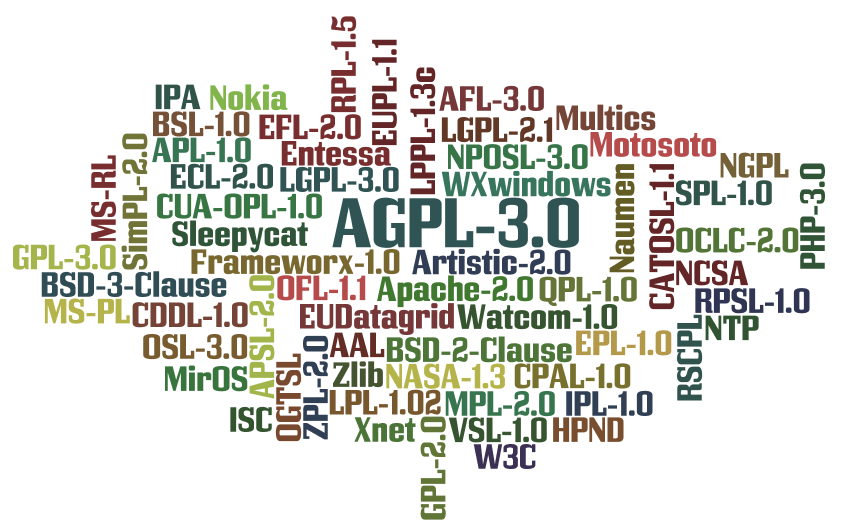 RPL-1.5
EUPL-1.1
LPPL-1.3c
IPA
Nokia
AFL-3.0
BSL-1.0
EFL-2.0
LGPL-2.1
Multics
SimPL-2.0
APL-1.0
Entessa
NPOSL-3.0
Motosoto
MS-RL
ECL-2.0
LGPL-3.0
WXwindows
Naumen
CATOSL-1.1
NGPL
SPL-1.0
PHP-3.0
CUA-OPL-1.0
AGPL-3.0
Sleepycat
OCLC-2.0
GPL-3.0
Frameworx-1.0
Artistic-2.0
NCSA
BSD-3-Clause
OFL-1.1
Apache-2.0
QPL-1.0
RPSL-1.0
MS-PL
CDDL-1.0
APSL-2.0
EUDatagrid
Watcom-1.0
RSCPL
NTP
OSL-3.0
AAL
BSD-2-Clause
EPL-1.0
MirOS
OGTSL
ZPL-2.0
Zlib
NASA-1.3
CPAL-1.0
ISC
LPL-1.02
MPL-2.0
IPL-1.0
Xnet
GPL-2.0
VSL-1.0
HPND
W3C